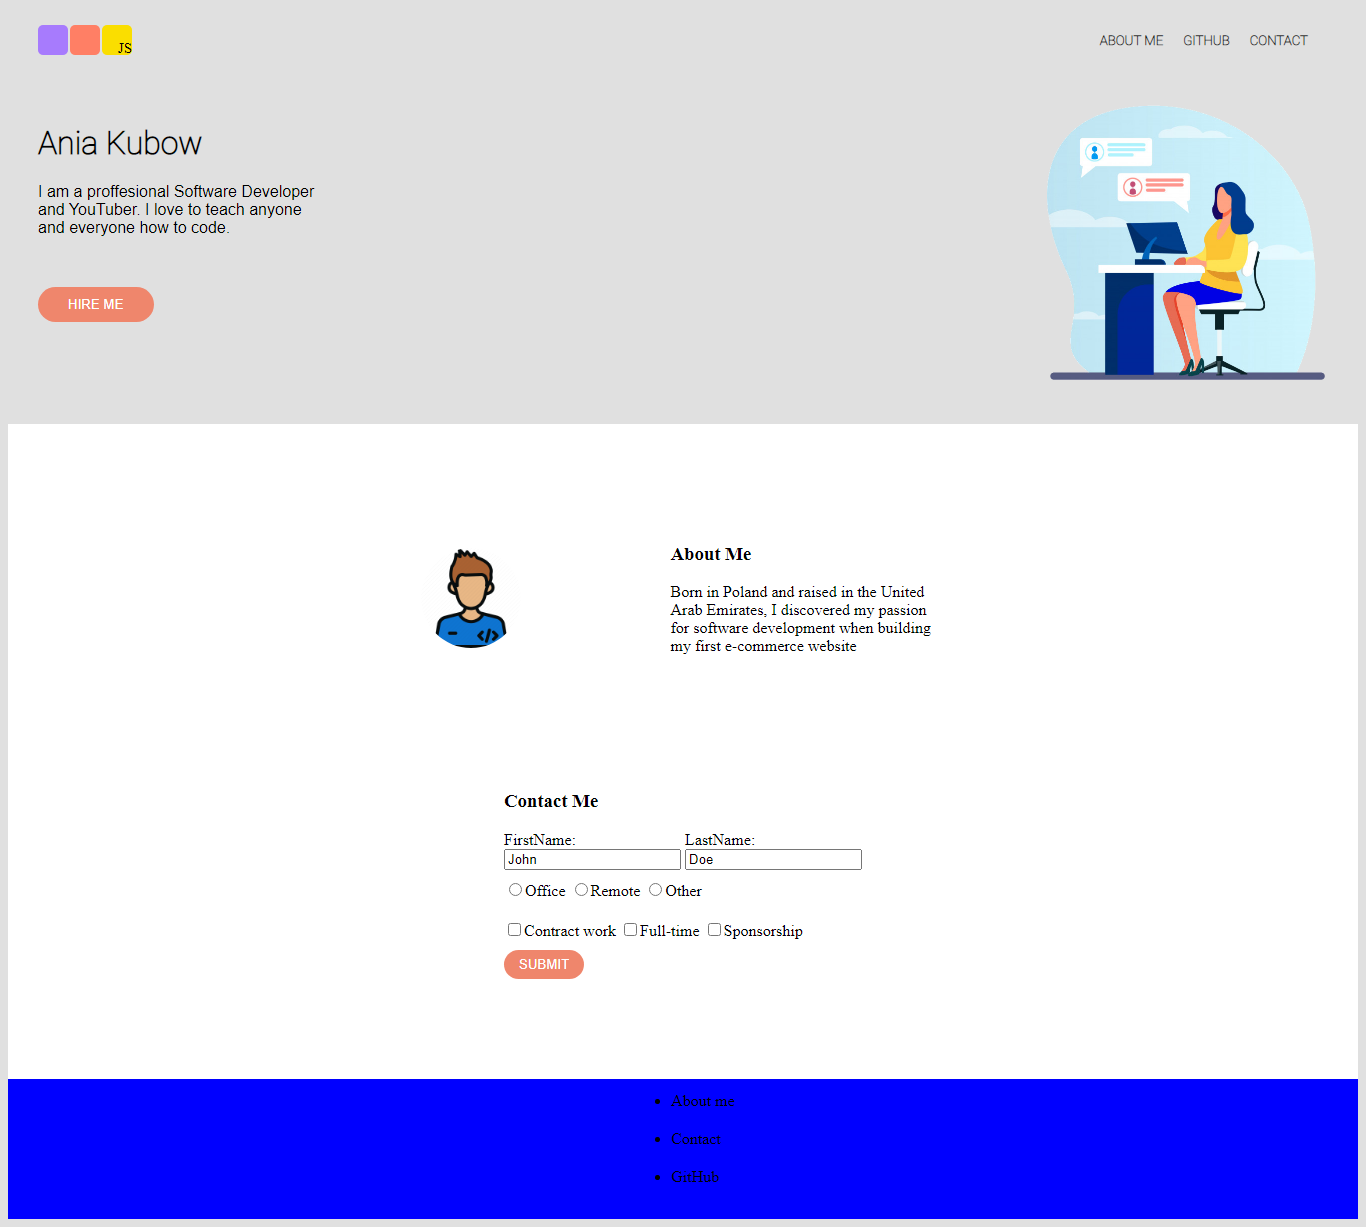 JS
ABOUT ME GITHUB CONTACT
Ania Kubow
I am a proffesional Software Developer
and YouTuber. I love to teach anyone
and everyone how to code.
HIRE ME
About Me
Born in Poland and raised in the United
Arab Emirates, I discovered my passion
for software development when building
my first e-commerce website
</>
Contact Me
FirstName: LastName:
John Doe
Office Remote Other
Contract work Full-time Sponsorship
SUBMIT
About me
Contact
GitHub